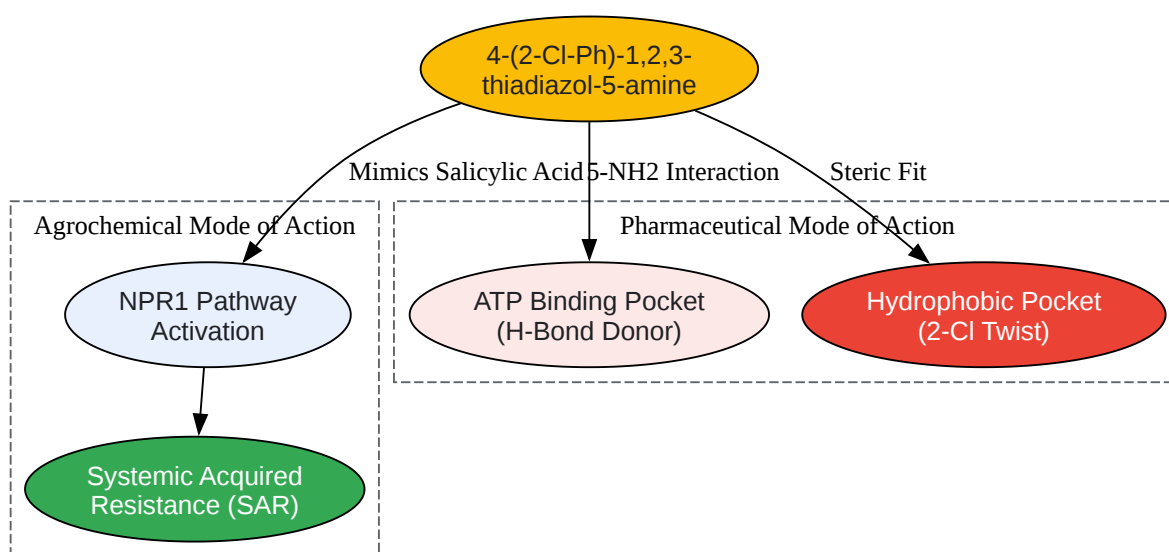 4-(2-Cl-Ph)-1,2,3-
thiadiazol-5-amine
Mimics Salicylic Acid
5-NH2 Interaction
Steric Fit
Agrochemical Mode of Action
Pharmaceutical Mode of Action
NPR1 Pathway
Activation
ATP Binding Pocket
(H-Bond Donor)
Hydrophobic Pocket
(2-Cl Twist)
Systemic Acquired
Resistance (SAR)